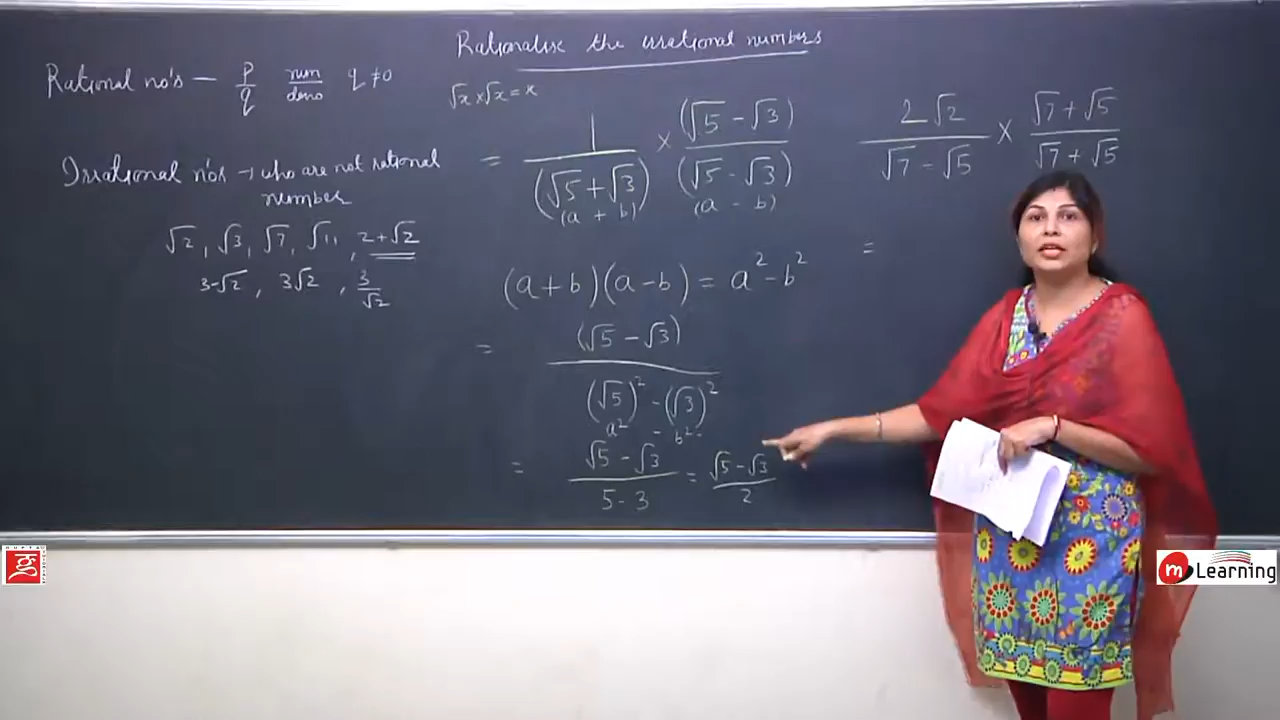 Rationalise the irrational numbers
Rational no's — p/q num/deno q ≠ 0
√x × √x = x
Irrational no's → who are not rational
number
√2, √3, √7, √11, 2+√2
3-√2, 3√2, 3/√2
= 1/(√5+√3) × (√5-√3)/(√5-√3)
(a + b) (a - b)
(a+b)(a-b) = a² - b²
= (√5-√3)/((√5)² - (√3)²)
a² - b²
= (√5-√3)/(5-3) = (√5-√3)/2
2√2/(√7-√5) × (√7+√5)/(√7+√5)
=
GUPTA
m Learning